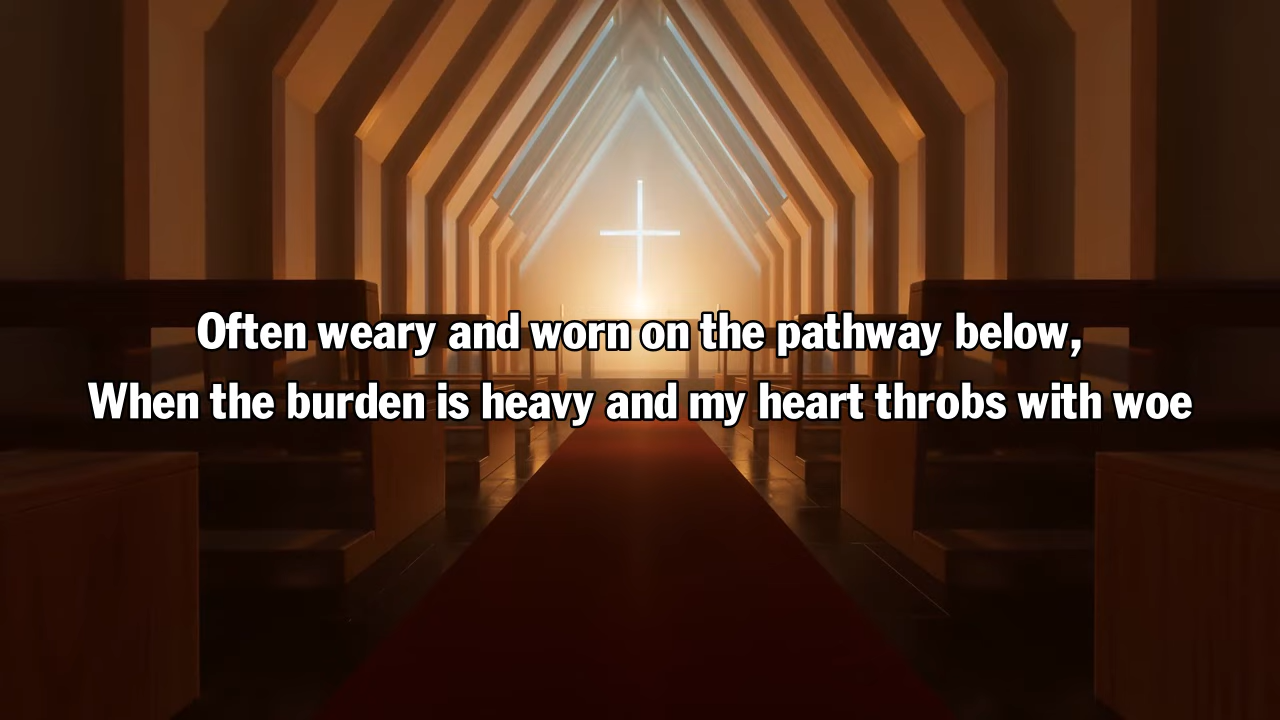 Often weary and worn on the pathway below,
When the burden is heavy and my heart throbs with woe